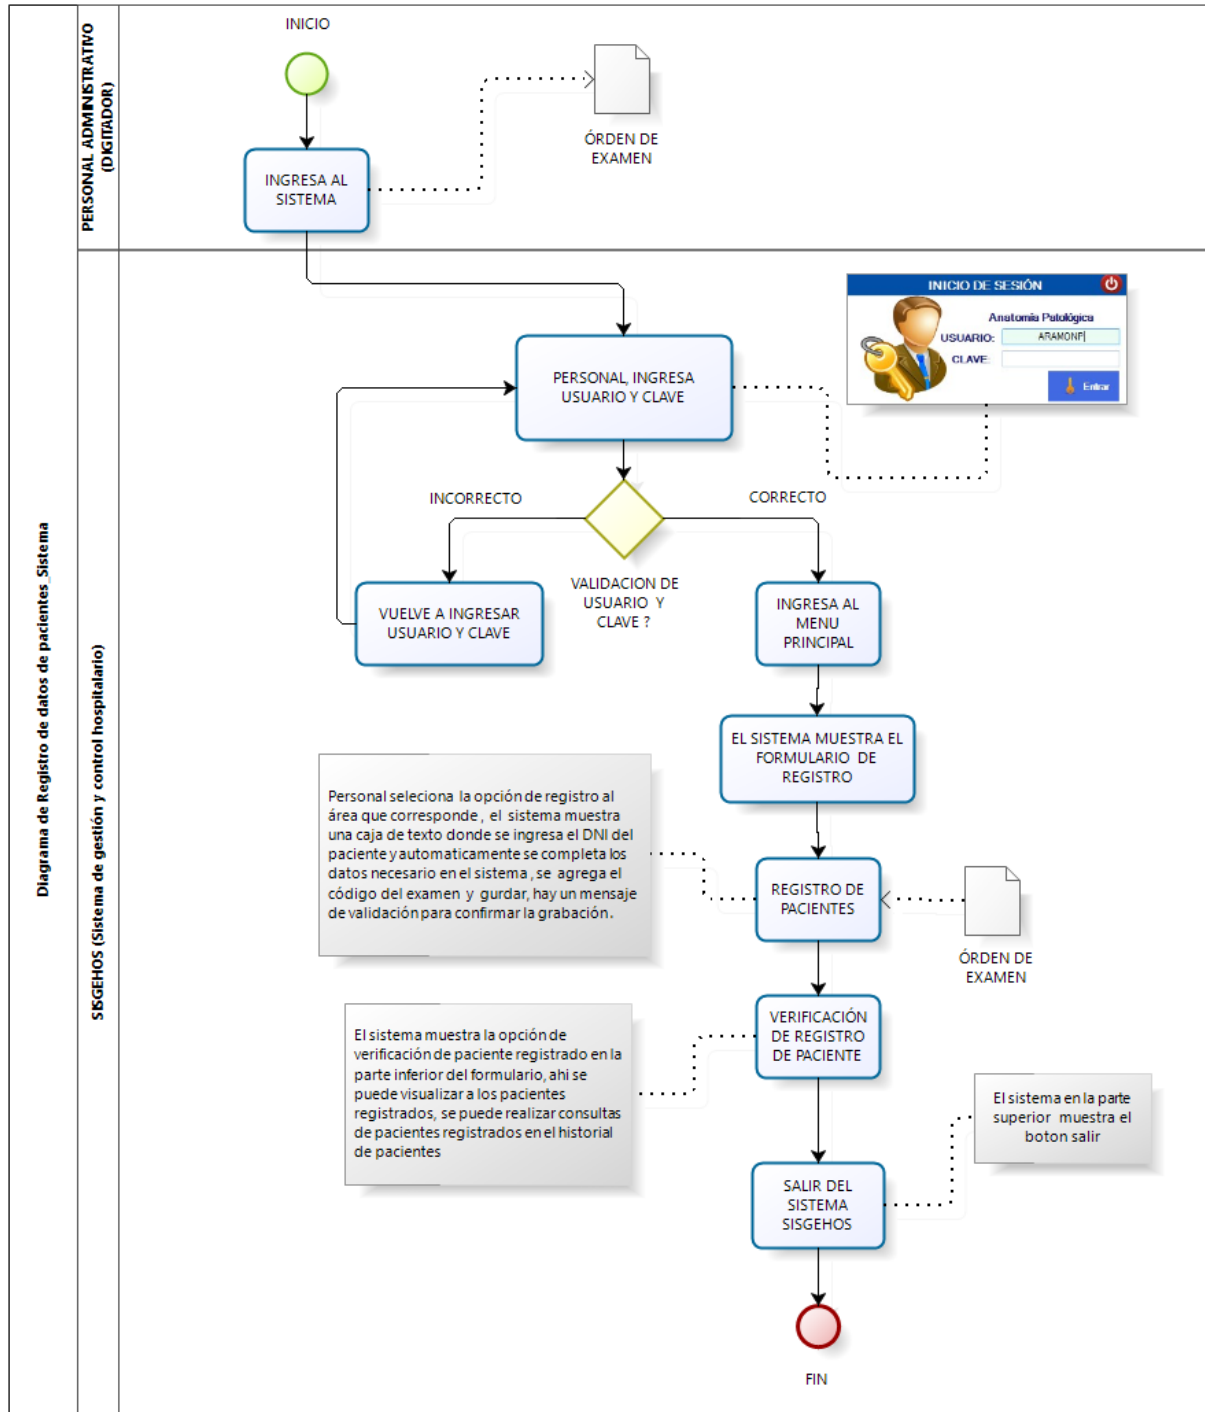 Diagrama de Registro de datos de pacientes_Sistema
PERSONAL ADMINISTRATIVO
(DIGITADOR)
INICIO
INGRESA AL
SISTEMA
ÓRDEN DE
EXAMEN
SISGEHOS (Sistema de gestión y control hospitalario)
PERSONAL, INGRESA
USUARIO Y CLAVE
INICIO DE SESIÓN
Anatomía Patológica
USUARIO:
ARAMONF
CLAVE:
Entrar
INCORRECTO
CORRECTO
VALIDACION DE
USUARIO Y
CLAVE ?
VUELVE A INGRESAR
USUARIO Y CLAVE
INGRESA AL
MENU
PRINCIPAL
EL SISTEMA MUESTRA EL
FORMULARIO DE
REGISTRO
Personal seleciona la opción de registro al
área que corresponde , el sistema muestra
una caja de texto donde se ingresa el DNI del
paciente y automaticamente se completa los
datos necesario en el sistema , se agrega el
código del examen y gurdar, hay un mensaje
de validación para confirmar la grabación .
REGISTRO DE
PACIENTES
ÓRDEN DE
EXAMEN
El sistema muestra la opción de
verificación de paciente registrado en la
parte inferior del formulario, ahi se
puede visualizar a los pacientes
registrados, se puede realizar consultas
de pacientes registrados en el historial
de pacientes
VERIFICACIÓN
DE REGISTRO
DE PACIENTE
El sistema en la parte
superior muestra el
boton salir
SALIR DEL
SISTEMA
SISGEHOS
FIN